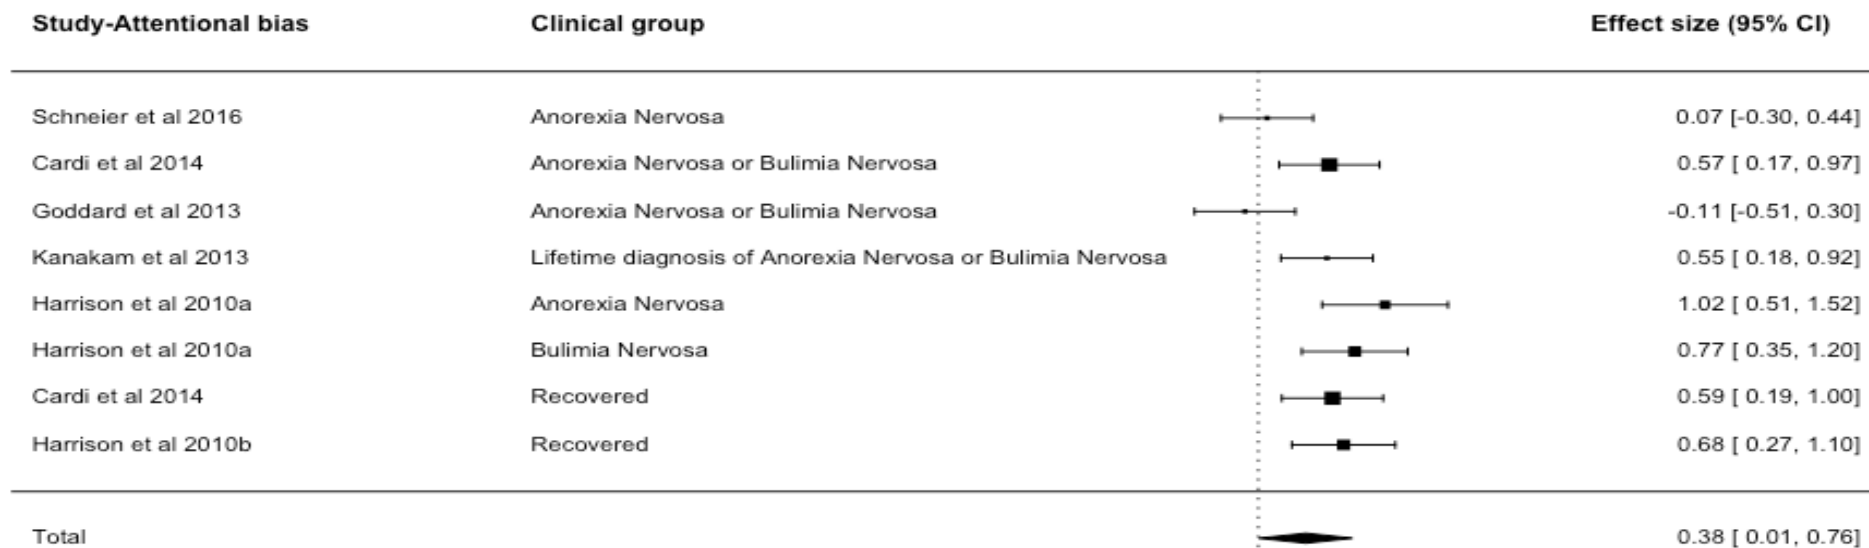 Study-Attentional bias Clinical group Effect size (95% CI)
Schneier et al 2016 Anorexia Nervosa 0.07 [-0.30, 0.44]
Cardi et al 2014 Anorexia Nervosa or Bulimia Nervosa 0.57 [ 0.17, 0.97]
Goddard et al 2013 Anorexia Nervosa or Bulimia Nervosa -0.11 [-0.51, 0.30]
Kanakam et al 2013 Lifetime diagnosis of Anorexia Nervosa or Bulimia Nervosa 0.55 [ 0.18, 0.92]
Harrison et al 2010a Anorexia Nervosa 1.02 [ 0.51, 1.52]
Harrison et al 2010a Bulimia Nervosa 0.77 [ 0.35, 1.20]
Cardi et al 2014 Recovered 0.59 [ 0.19, 1.00]
Harrison et al 2010b Recovered 0.68 [ 0.27, 1.10]
Total 0.38 [ 0.01, 0.76]